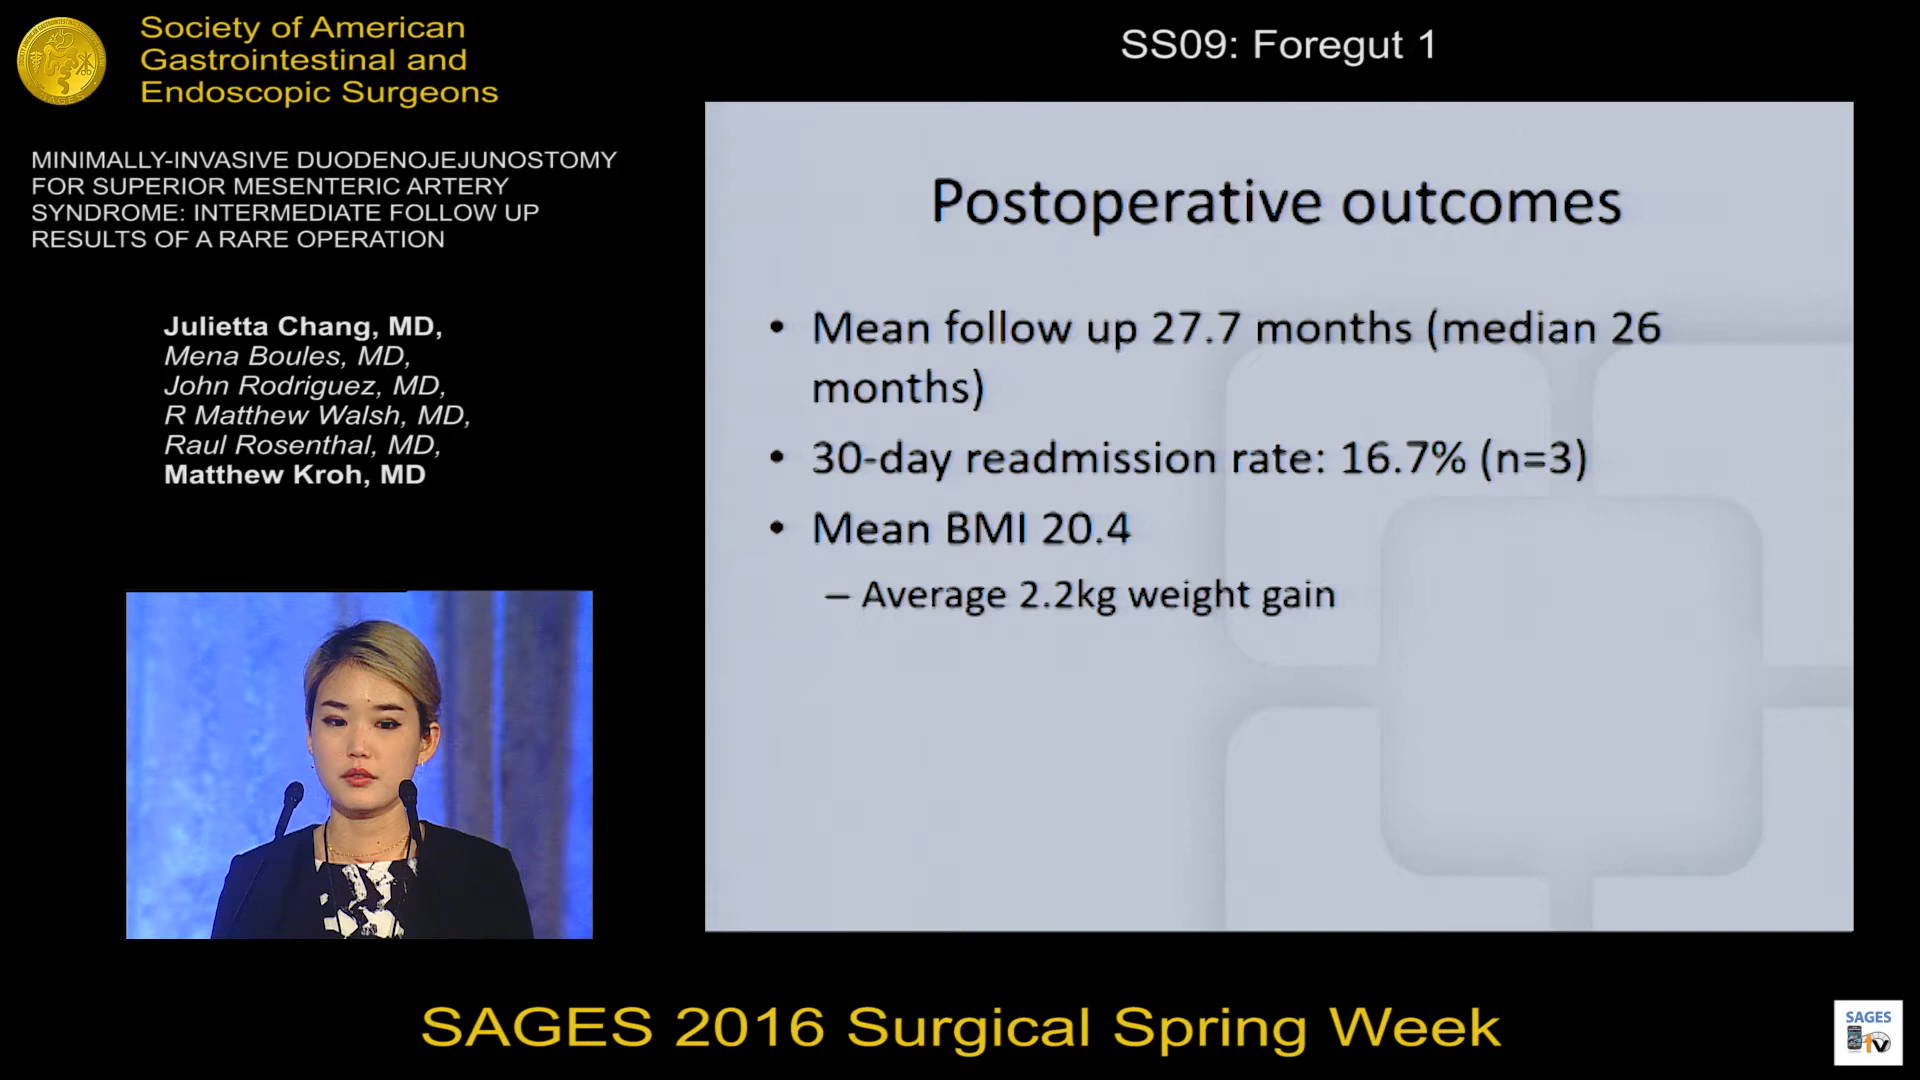 Society of American
Gastrointestinal and
Endoscopic Surgeons
SS09: Foregut 1
MINIMALLY-INVASIVE DUODENOJEJUNOSTOMY
FOR SUPERIOR MESENTERIC ARTERY
SYNDROME: INTERMEDIATE FOLLOW UP
RESULTS OF A RARE OPERATION
Julietta Chang, MD,
Mena Boules, MD,
John Rodriguez, MD,
R Matthew Walsh, MD,
Raul Rosenthal, MD,
Matthew Kroh, MD
Postoperative outcomes
• Mean follow up 27.7 months (median 26
months)
• 30-day readmission rate: 16.7% (n=3)
• Mean BMI 20.4
– Average 2.2kg weight gain
SAGES 2016 Surgical Spring Week
SAGES
TV